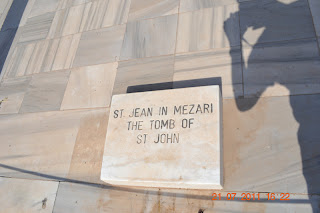 ST. JEAN IN MEZARI
THE TOMB OF
ST JOHN